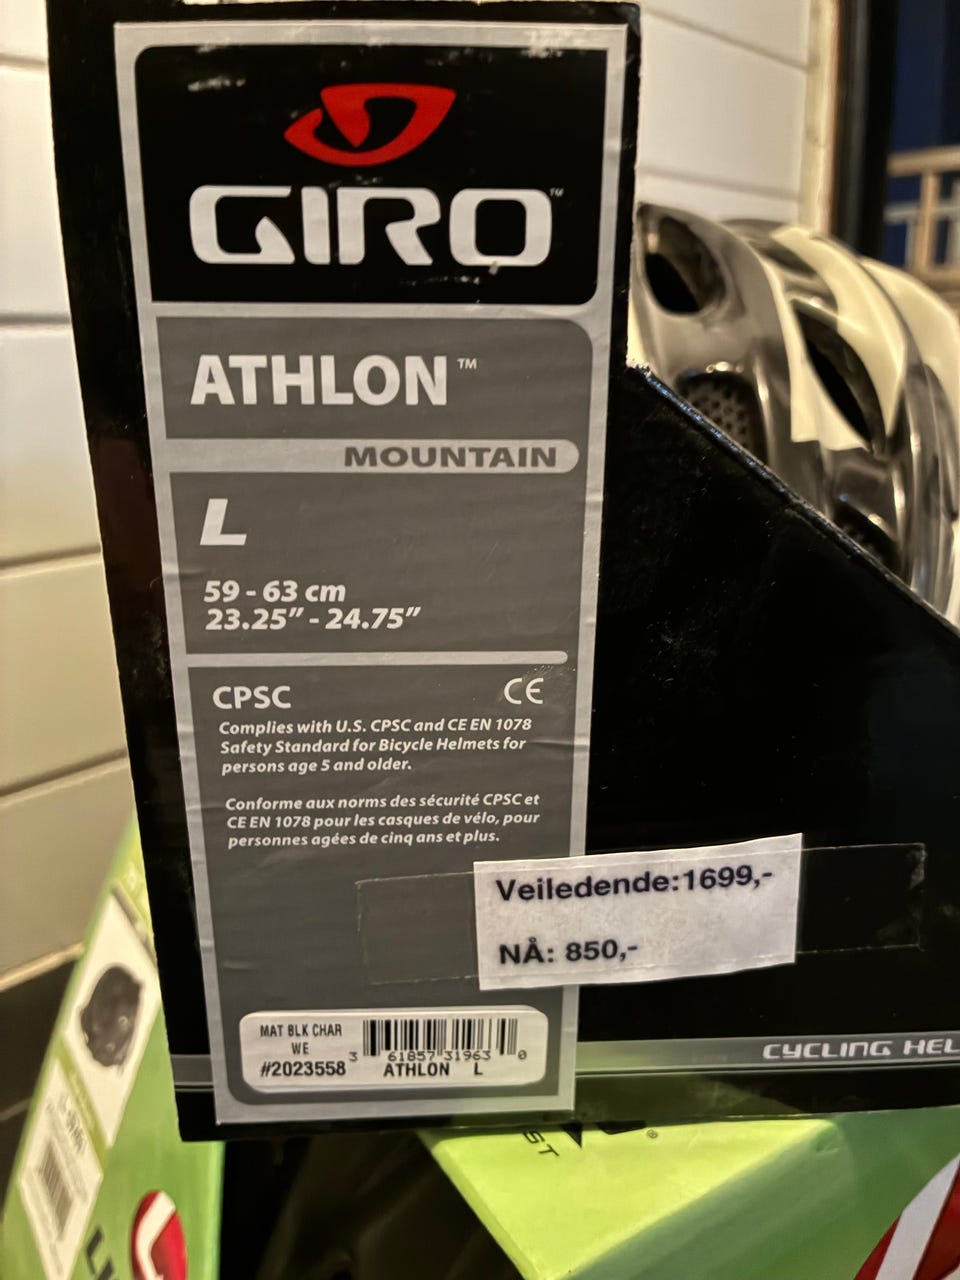 GIRO™
ATHLON™
MOUNTAIN
L
59 - 63 cm
23.25” - 24.75”
CPSC CE
Complies with U.S. CPSC and CE EN 1078
Safety Standard for Bicycle Helmets for
persons age 5 and older.
Conforme aux norms des sécurité CPSC et
CE EN 1078 pour les casques de vélo, pour
personnes agées de cinq ans et plus.
Veiledende:1699,-
NÅ: 850,-
MAT BLK CHAR
WE
#2023558
3 61857 31963 0
ATHLON L
CYCLING HEL
ST